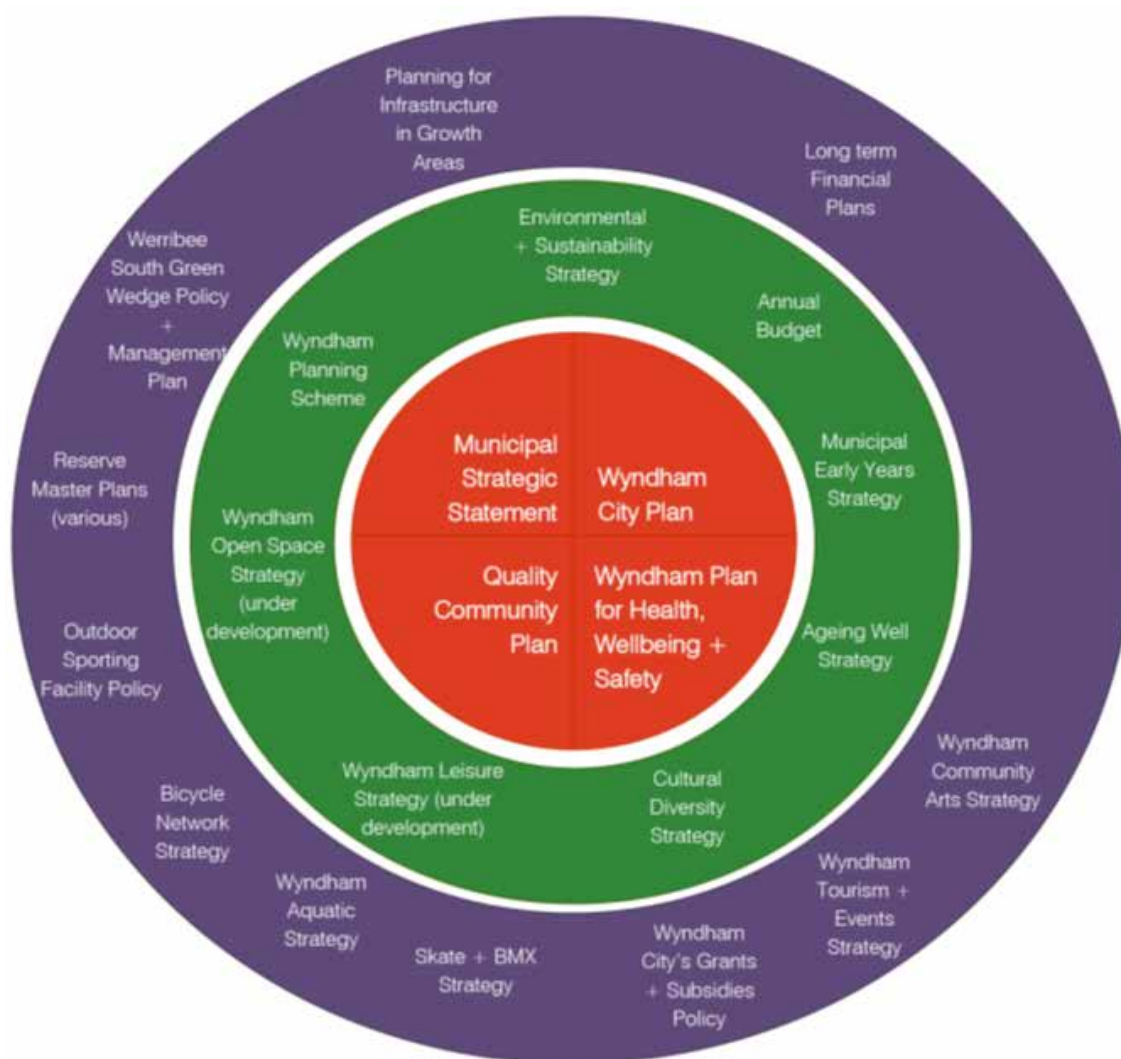 Planning for
Infrastructure
in Growth
Areas
Long term
Financial
Plans
Werribee
South Green
Wedge Policy
+
Management
Plan
Environmental
+ Sustainability
Strategy
Annual
Budget
Wyndham
Planning
Scheme
Municipal
Strategic
Statement
Wyndham
City Plan
Municipal
Early Years
Strategy
Reserve
Master Plans
(various)
Wyndham
Open Space
Strategy
(under
development)
Quality
Community
Plan
Wyndham Plan
for Health,
Wellbeing +
Safety
Ageing Well
Strategy
Outdoor
Sporting
Facility Policy
Wyndham Leisure
Strategy (under
development)
Cultural
Diversity
Strategy
Wyndham
Community
Arts Strategy
Bicycle
Network
Strategy
Wyndham
Aquatic
Strategy
Skate + BMX
Strategy
Wyndham
City's Grants
+ Subsidies
Policy
Wyndham
Tourism +
Events
Strategy